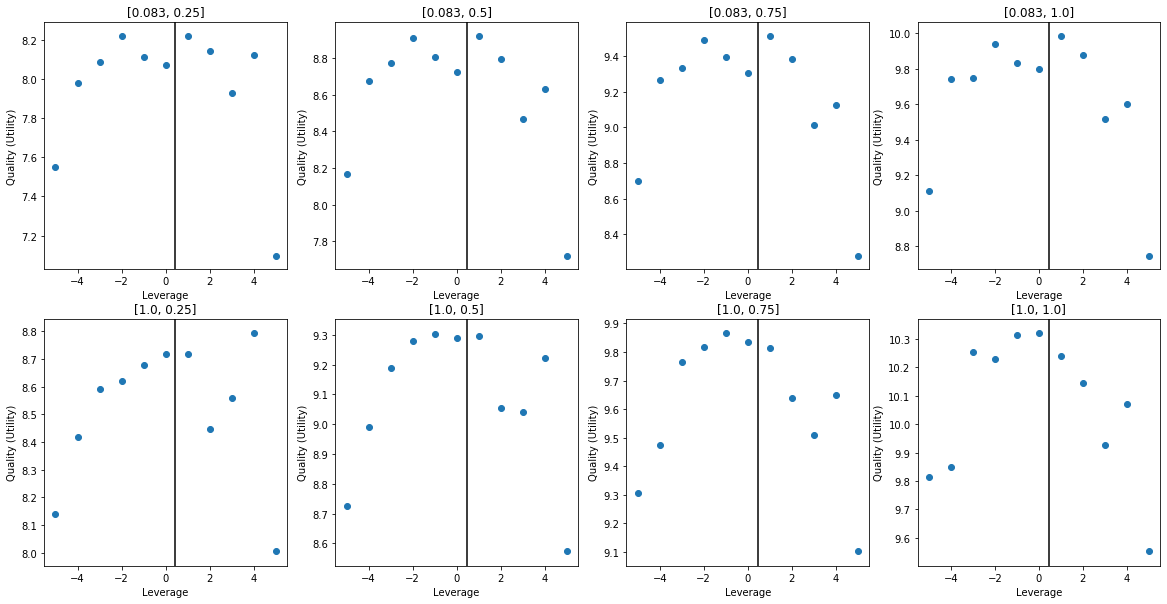 [0.083, 0.25]
Quality (Utility)
8.2
8.0
7.8
7.6
7.4
7.2
−4 −2 0 2 4
Leverage
[0.083, 0.5]
Quality (Utility)
8.8
8.6
8.4
8.2
8.0
7.8
−4 −2 0 2 4
Leverage
[0.083, 0.75]
Quality (Utility)
9.4
9.2
9.0
8.8
8.6
8.4
−4 −2 0 2 4
Leverage
[0.083, 1.0]
Quality (Utility)
10.0
9.8
9.6
9.4
9.2
9.0
8.8
−4 −2 0 2 4
Leverage
[1.0, 0.25]
Quality (Utility)
8.8
8.7
8.6
8.5
8.4
8.3
8.2
8.1
8.0
−4 −2 0 2 4
Leverage
[1.0, 0.5]
Quality (Utility)
9.3
9.2
9.1
9.0
8.9
8.8
8.7
8.6
−4 −2 0 2 4
Leverage
[1.0, 0.75]
Quality (Utility)
9.9
9.8
9.7
9.6
9.5
9.4
9.3
9.2
9.1
−4 −2 0 2 4
Leverage
[1.0, 1.0]
Quality (Utility)
10.3
10.2
10.1
10.0
9.9
9.8
9.7
9.6
−4 −2 0 2 4
Leverage